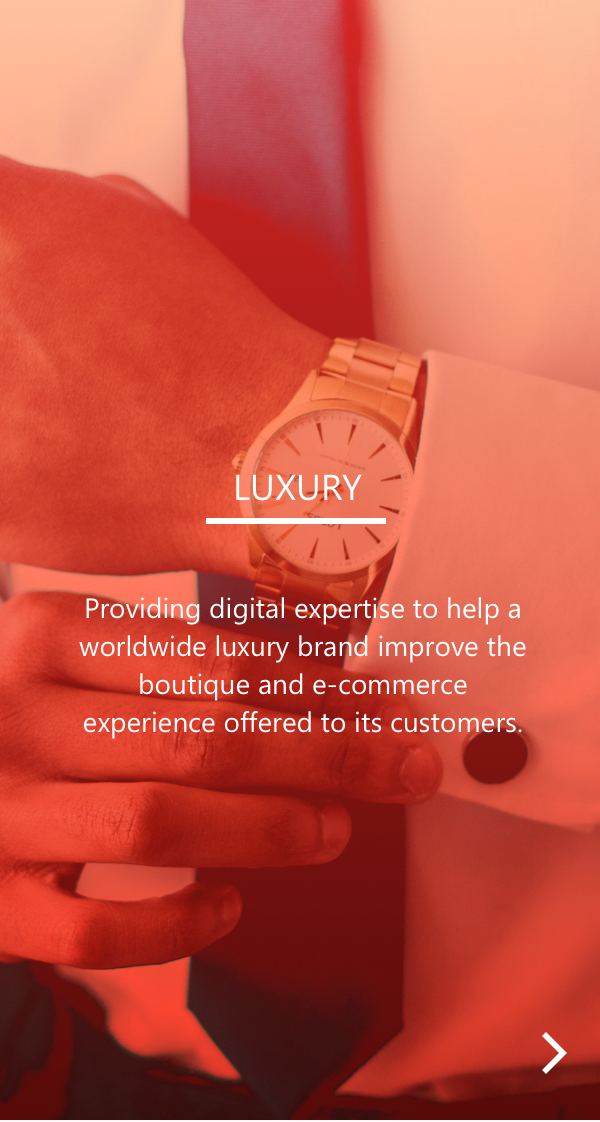 LUXURY
Providing digital expertise to help a
worldwide luxury brand improve the
boutique and e-commerce
experience offered to its customers.